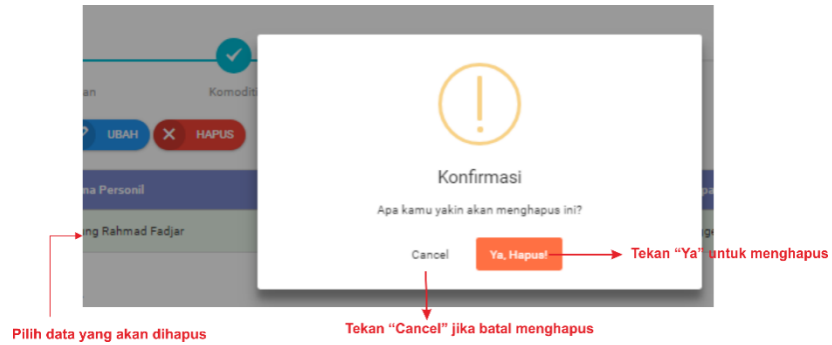 an
Komoditi
UBAH
HAPUS
na Personil
ng Rahmad Fadjar
Konfirmasi
Apa kamu yakin akan menghapus ini?
Cancel
Ya, Hapus!
Tekan “Ya” untuk menghapus
Pilih data yang akan dihapus
Tekan “Cancel” jika batal menghapus